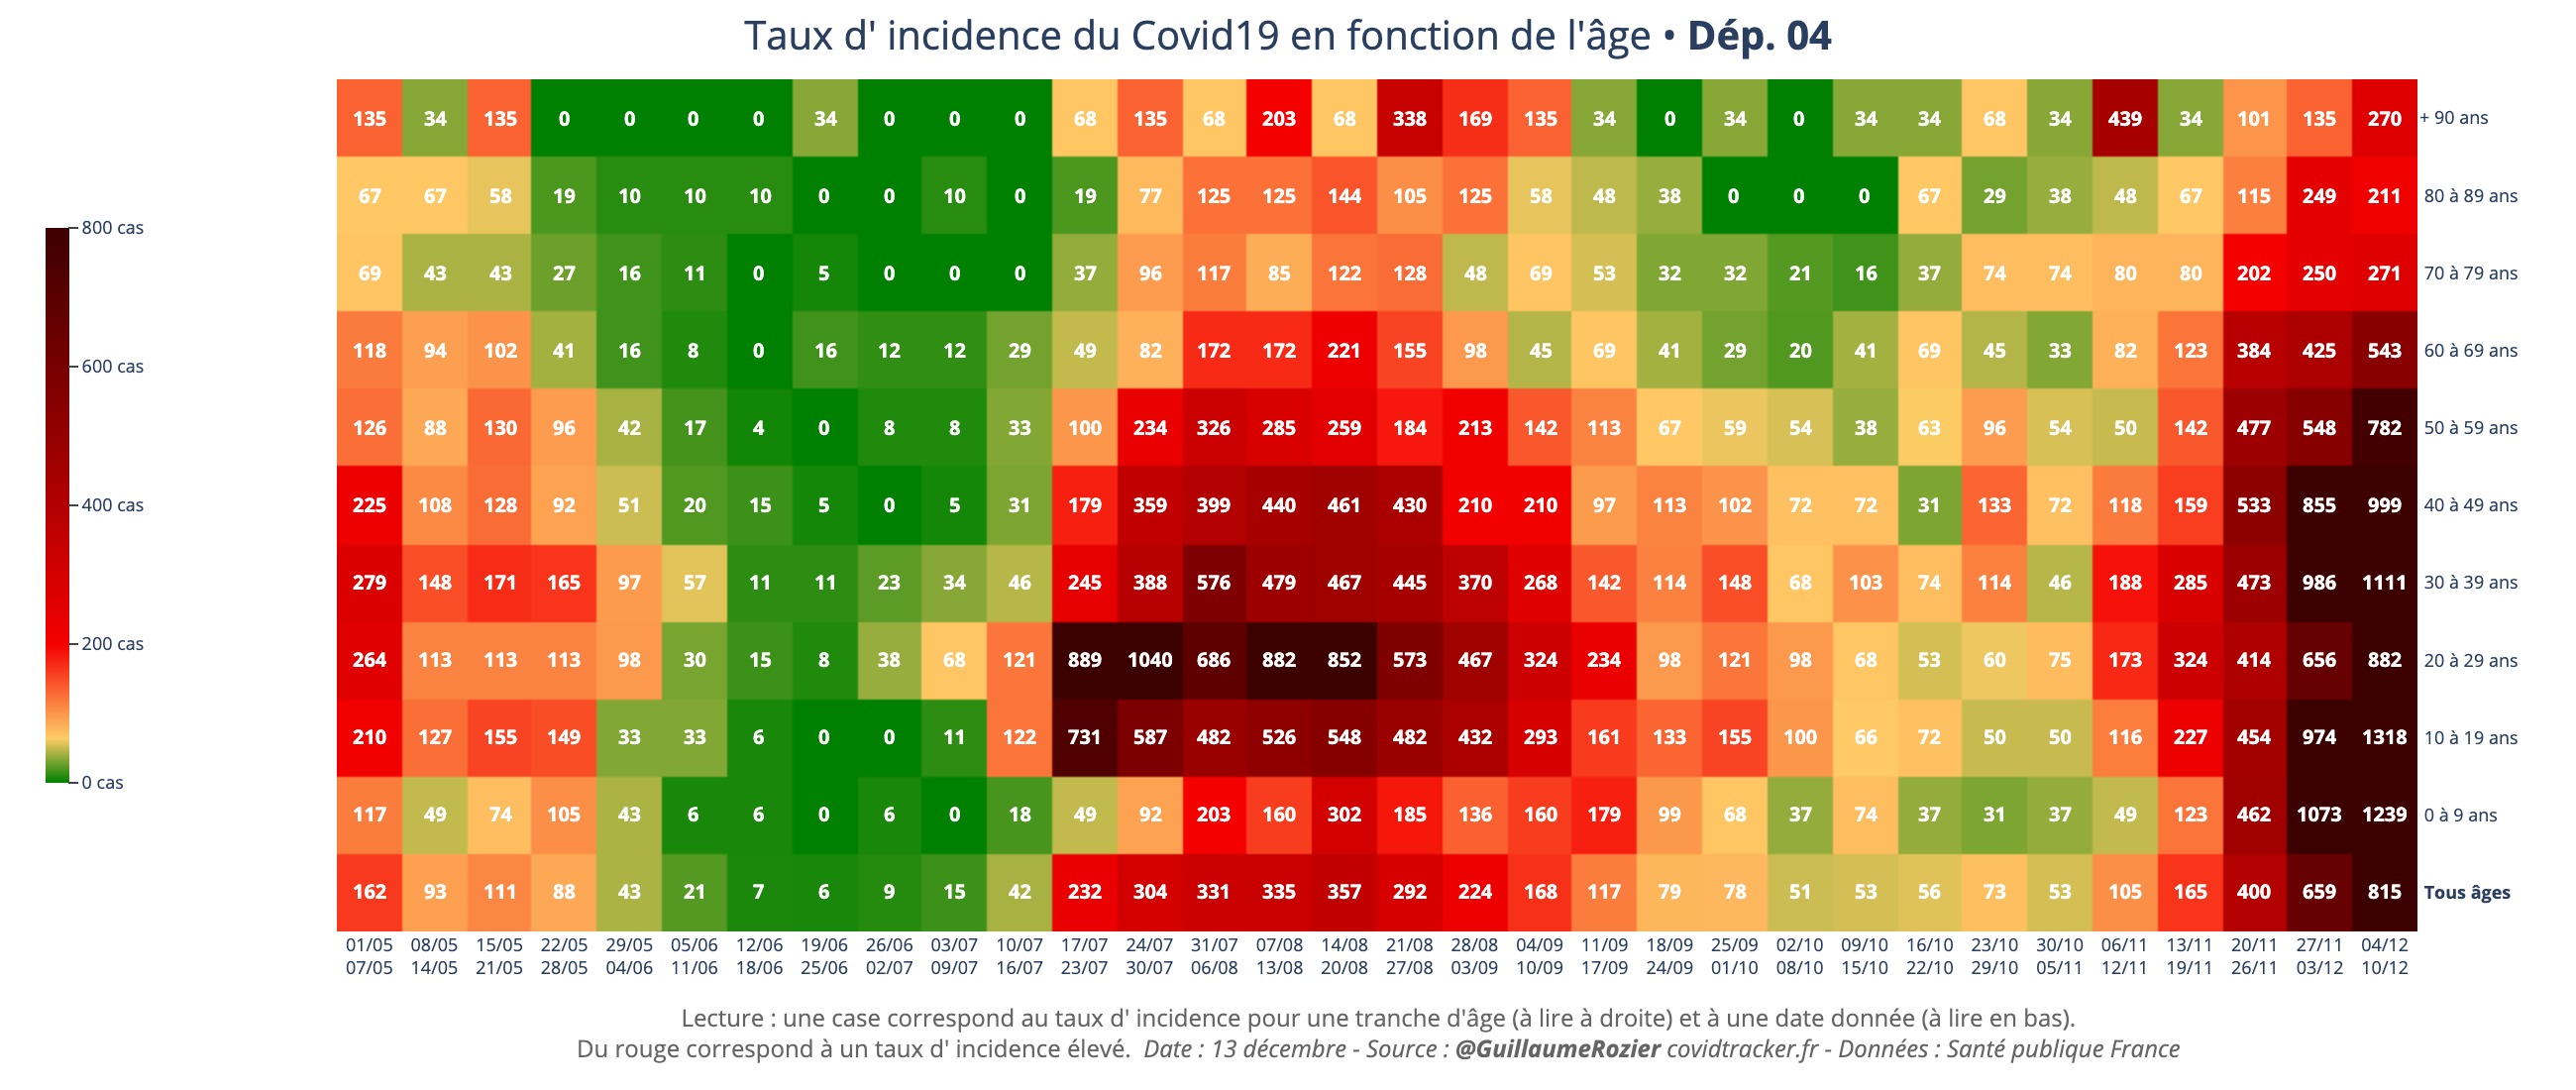 Taux d' incidence du Covid19 en fonction de l'âge • Dép. 04
135 34 135 0 0 0 0 34 0 0 0 68 135 68 203 68 338 169 135 34 0 34 0 34 34 68 34 439 34 101 135 270 + 90 ans
67 67 58 19 10 10 10 0 0 10 0 19 77 125 125 144 105 125 58 48 38 0 0 0 67 29 38 48 67 115 249 211 80 à 89 ans
800 cas
69 43 43 27 16 11 0 5 0 0 0 37 96 117 85 122 128 48 69 53 32 32 21 16 37 74 74 80 80 202 250 271 70 à 79 ans
118 94 102 41 16 8 0 16 12 12 29 49 82 172 172 221 155 98 45 69 41 29 20 41 69 45 33 82 123 384 425 543 60 à 69 ans
600 cas
126 88 130 96 42 17 4 0 8 8 33 100 234 326 285 259 184 213 142 113 67 59 54 38 63 96 54 50 142 477 548 782 50 à 59 ans
400 cas
225 108 128 92 51 20 15 5 0 5 31 179 359 399 440 461 430 210 210 97 113 102 72 72 31 133 72 118 159 533 855 999 40 à 49 ans
279 148 171 165 97 57 11 11 23 34 46 245 388 576 479 467 445 370 268 142 114 148 68 103 74 114 46 188 285 473 986 1111 30 à 39 ans
200 cas
264 113 113 113 98 30 15 8 38 68 121 889 1040 686 882 852 573 467 324 234 98 121 98 68 53 60 75 173 324 414 656 882 20 à 29 ans
210 127 155 149 33 33 6 0 0 11 122 731 587 482 526 548 482 432 293 161 133 155 100 66 72 50 50 116 227 454 974 1318 10 à 19 ans
0 cas
117 49 74 105 43 6 6 0 6 0 18 49 92 203 160 302 185 136 160 179 99 68 37 74 37 31 37 49 123 462 1073 1239 0 à 9 ans
162 93 111 88 43 21 7 6 9 15 42 232 304 331 335 357 292 224 168 117 79 78 51 53 56 73 53 105 165 400 659 815 Tous âges
01/05 08/05 15/05 22/05 29/05 05/06 12/06 19/06 26/06 03/07 10/07 17/07 24/07 31/07 07/08 14/08 21/08 28/08 04/09 11/09 18/09 25/09 02/10 09/10 16/10 23/10 30/10 06/11 13/11 20/11 27/11 04/12
07/05 14/05 21/05 28/05 04/06 11/06 18/06 25/06 02/07 09/07 16/07 23/07 30/07 06/08 13/08 20/08 27/08 03/09 10/09 17/09 24/09 01/10 08/10 15/10 22/10 29/10 05/11 12/11 19/11 26/11 03/12 10/12
Lecture : une case correspond au taux d' incidence pour une tranche d'âge (à lire à droite) et à une date donnée (à lire en bas).
Du rouge correspond à un taux d' incidence élevé. Date : 13 décembre - Source : @GuillaumeRozier covidtracker.fr - Données : Santé publique France